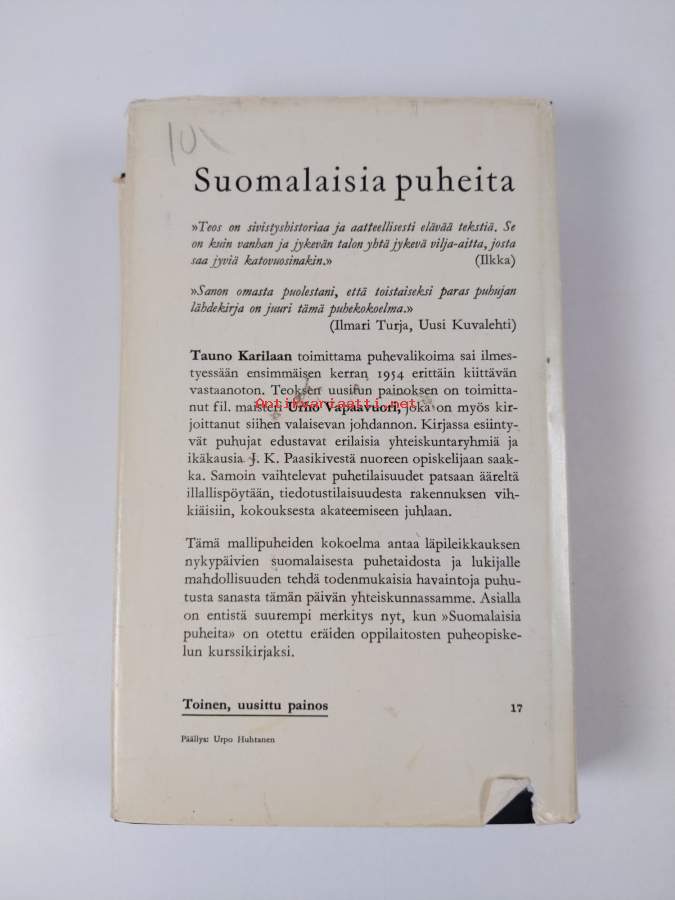 10
Suomalaisia puheita
»Teos on sivistyshistoriaa ja aatteellisesti elävää tekstiä. Se
on kuin vanhan ja jykevän talon yhtä jykevä vilja-aitta, josta
saa jyviä katovuosinakin.» (Ilkka)
»Sanon omasta puolestani, että toistaiseksi paras puhujan
lähdekirja on juuri tämä puhekokoelma.»
(Ilmari Turja, Uusi Kuvalehti)
Tauno Karilaan toimittama puhevalikoima sai ilmes-
tyessään ensimmäisen kerran 1954 erittäin kiittävän
vastaanoton. Teoksen uusitun painoksen on toimitta-
nut fil. maisteri Urho Vapaavuori, joka on myös kir-
joittanut siihen valaisevan johdannon. Kirjassa esiinty-
vät puhujat edustavat erilaisia yhteiskuntaryhmiä ja
ikäkausia J. K. Paasikivestä nuoreen opiskelijaan saak-
ka. Samoin vaihtelevat puhetilaisuudet patsaan ääreltä
illallispöytään, tiedotustilaisuudesta rakennuksen vih-
kiäisiin, kokouksesta akateemiseen juhlaan.
Tämä mallipuheiden kokoelma antaa läpileikkauksen
nykypäivien suomalaisesta puhetaidosta ja lukijalle
mahdollisuuden tehdä todenmukaisia havaintoja puhu-
tusta sanasta tämän päivän yhteiskunnassamme. Asialla
on entistä suurempi merkitys nyt, kun »Suomalaisia
puheita» on otettu eräiden oppilaitosten puheopiske-
lun kurssikirjaksi.
Toinen, uusittu painos 17
Päällys: Urpo Huhtanen